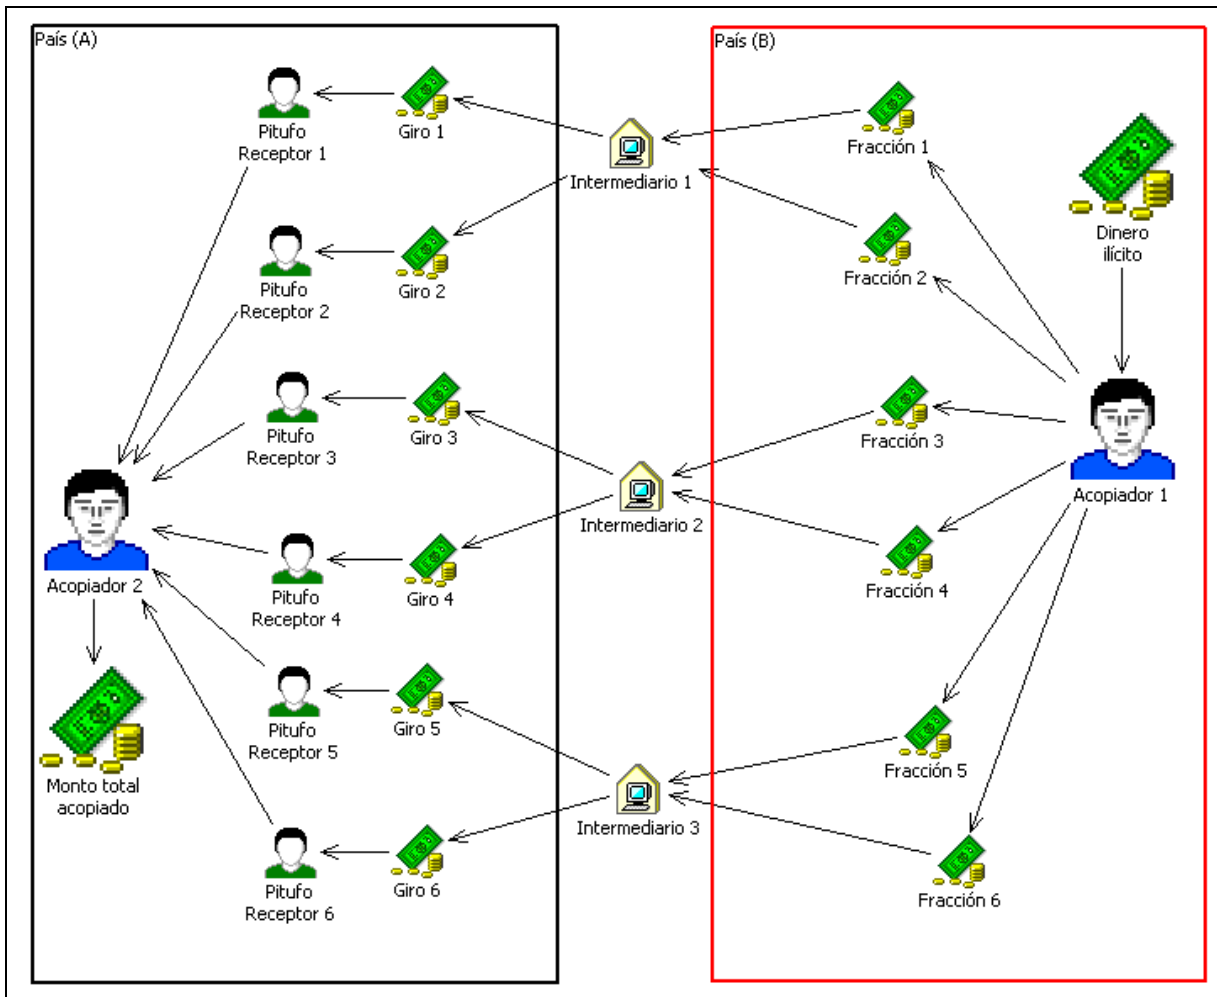 País (A)
País (B)
Pitufo
Receptor 1
Giro 1
Intermediario 1
Fracción 1
Dinero
ilícito
Pitufo
Receptor 2
Giro 2
Fracción 2
Pitufo
Receptor 3
Giro 3
Fracción 3
Acopiador 1
Intermediario 2
Acopiador 2
Pitufo
Receptor 4
Giro 4
Fracción 4
Pitufo
Receptor 5
Giro 5
Fracción 5
Monto total
acopiado
Intermediario 3
Pitufo
Receptor 6
Giro 6
Fracción 6